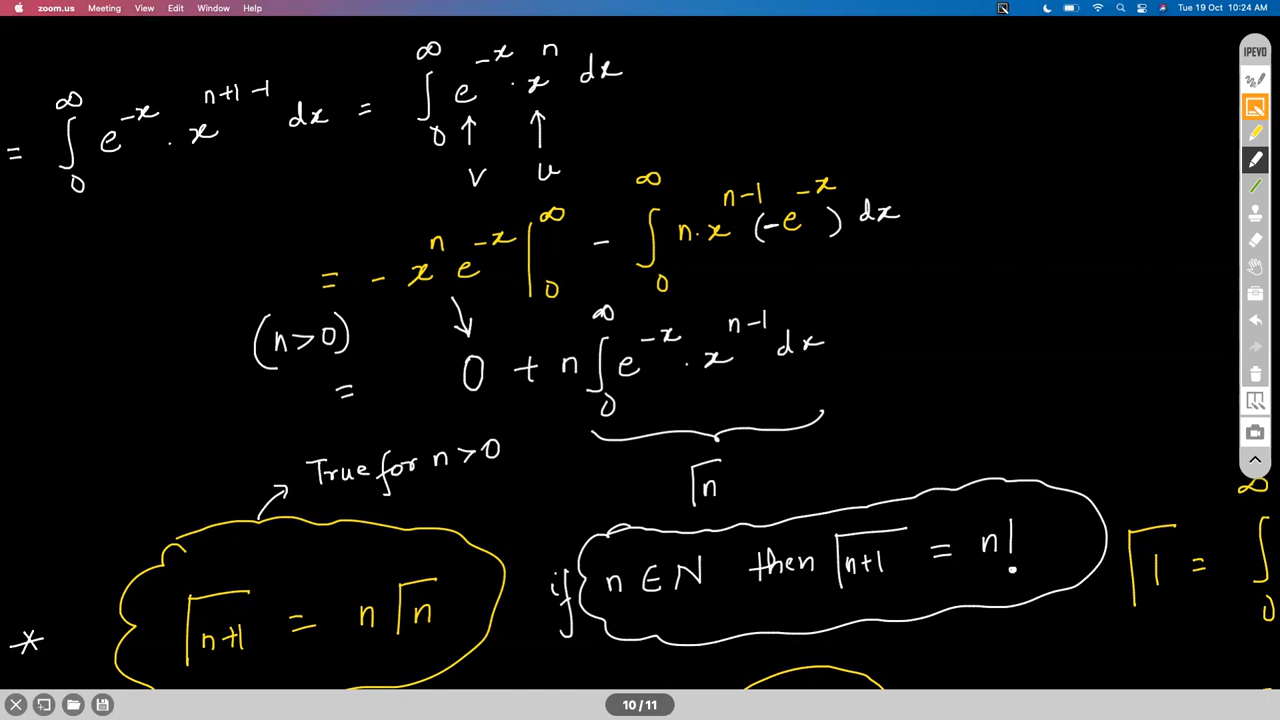 zoom.us Meeting View Edit Window Help Tue 19 Oct 10:24 AM
IPEVO
= ∫₀^∞ e^{-x} · x^{n+1-1} dx = ∫₀^∞ e^{-x} · x^n dx
v u
= - x^n e^{-x} |₀^∞ - ∫₀^∞ n · x^{n-1} (-e^{-x}) dx
(n>0)
= 0 + n ∫₀^∞ e^{-x} · x^{n-1} dx
True for n>0
Γn
if n ∈ N then Γn+1 = n!
Γ1 = ∫₀^∞
* Γn+1 = n Γn
10 / 11